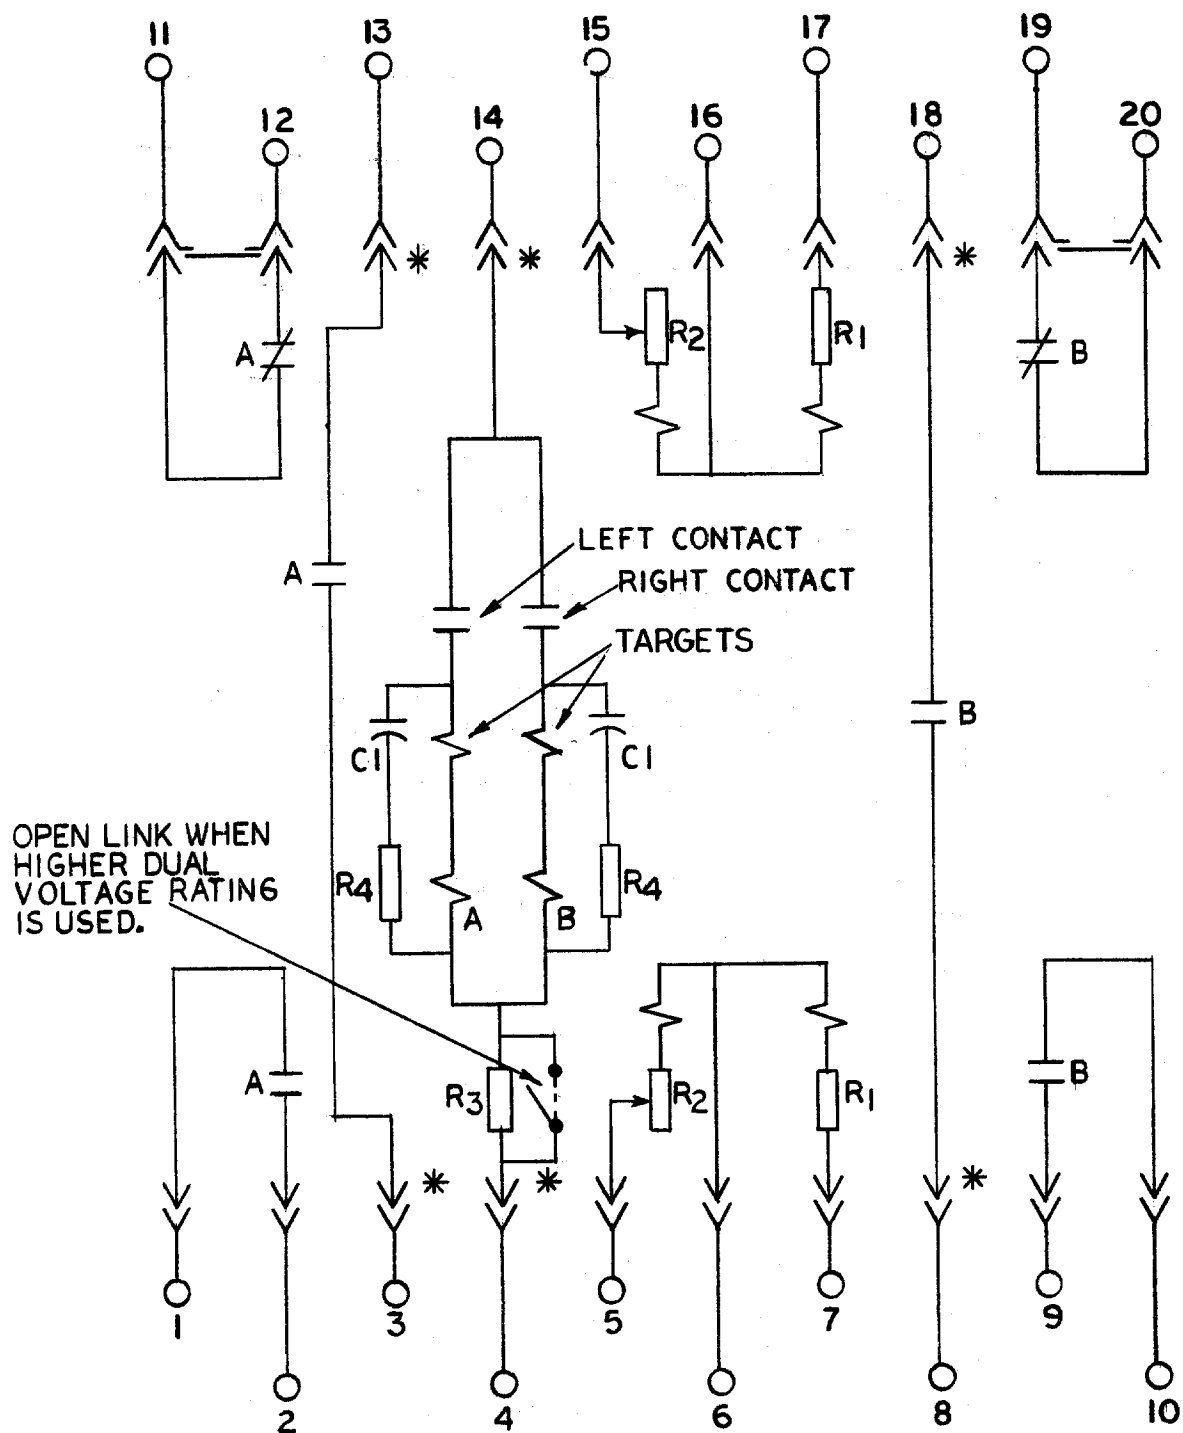 11
13
15
17
19
12
14
16
18
20
*
*
*
R2
R1
A
B
LEFT CONTACT
A
RIGHT CONTACT
TARGETS
B
C1
C1
OPEN LINK WHEN
HIGHER DUAL
VOLTAGE RATING
IS USED.
R4
R4
A
B
A
R3
R2
R1
B
*
*
*
1
3
5
7
9
2
4
6
8
10